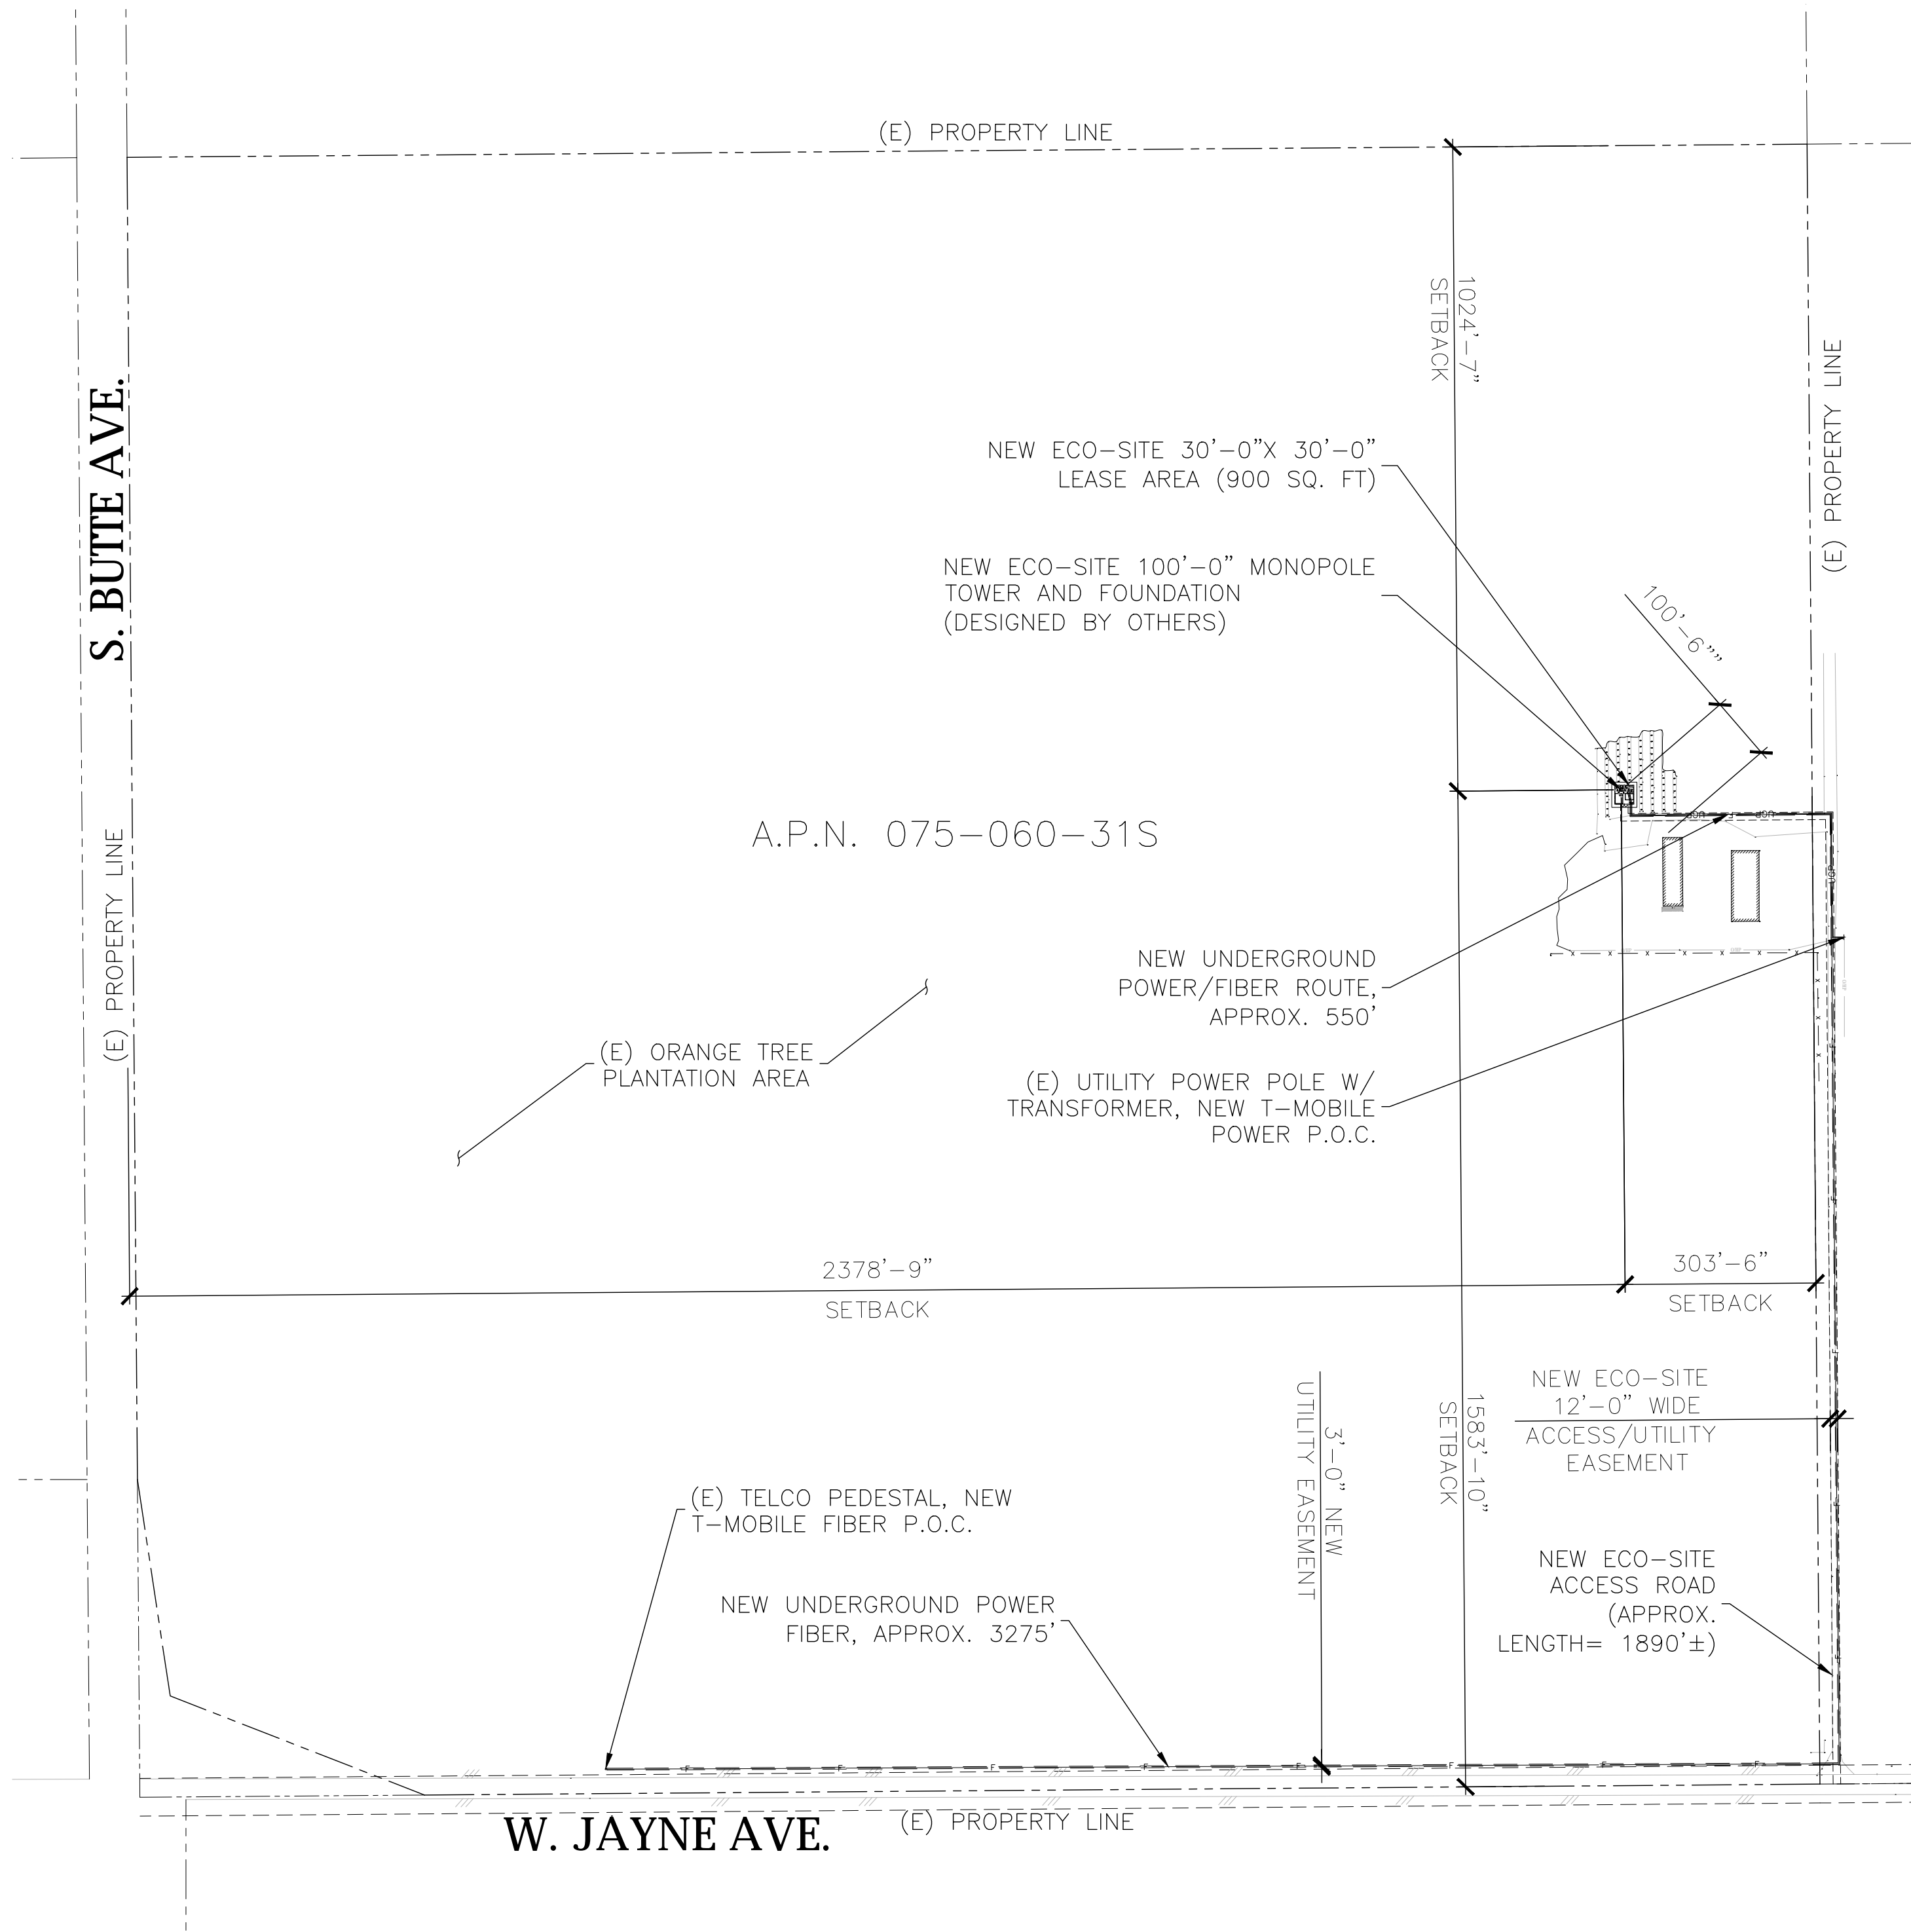 (E) PROPERTY LINE
1024'-7"
SETBACK
(E) PROPERTY LINE
S. BUTTE AVE.
NEW ECO-SITE 30'-0"X 30'-0"
LEASE AREA (900 SQ. FT)
NEW ECO-SITE 100'-0" MONOPOLE
TOWER AND FOUNDATION
(DESIGNED BY OTHERS)
100'-6""
A.P.N. 075-060-31S
UGP
UGP
UGP
(E) PROPERTY LINE
NEW UNDERGROUND
POWER/FIBER ROUTE,
APPROX. 550'
(E) ORANGE TREE
PLANTATION AREA
(E) UTILITY POWER POLE W/
TRANSFORMER, NEW T-MOBILE
POWER P.O.C.
2378'-9"
SETBACK
303'-6"
SETBACK
3'-0" NEW
UTILITY EASEMENT
1583'-10"
SETBACK
NEW ECO-SITE
12'-0" WIDE
ACCESS/UTILITY
EASEMENT
(E) TELCO PEDESTAL, NEW
T-MOBILE FIBER P.O.C.
NEW UNDERGROUND POWER
FIBER, APPROX. 3275'
NEW ECO-SITE
ACCESS ROAD
(APPROX.
LENGTH= 1890'±)
F F F F F F F F
W. JAYNE AVE.
(E) PROPERTY LINE